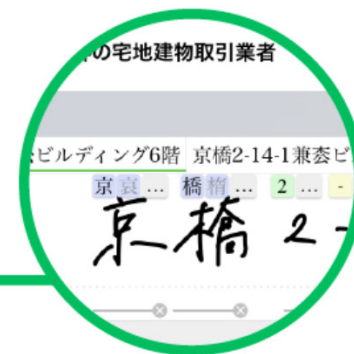 の宅地建物取引業者
ビルディング6階 京橋2-14-1兼松ビ
京 哀 … 橋 楕 … 2 … -
京橋 2-